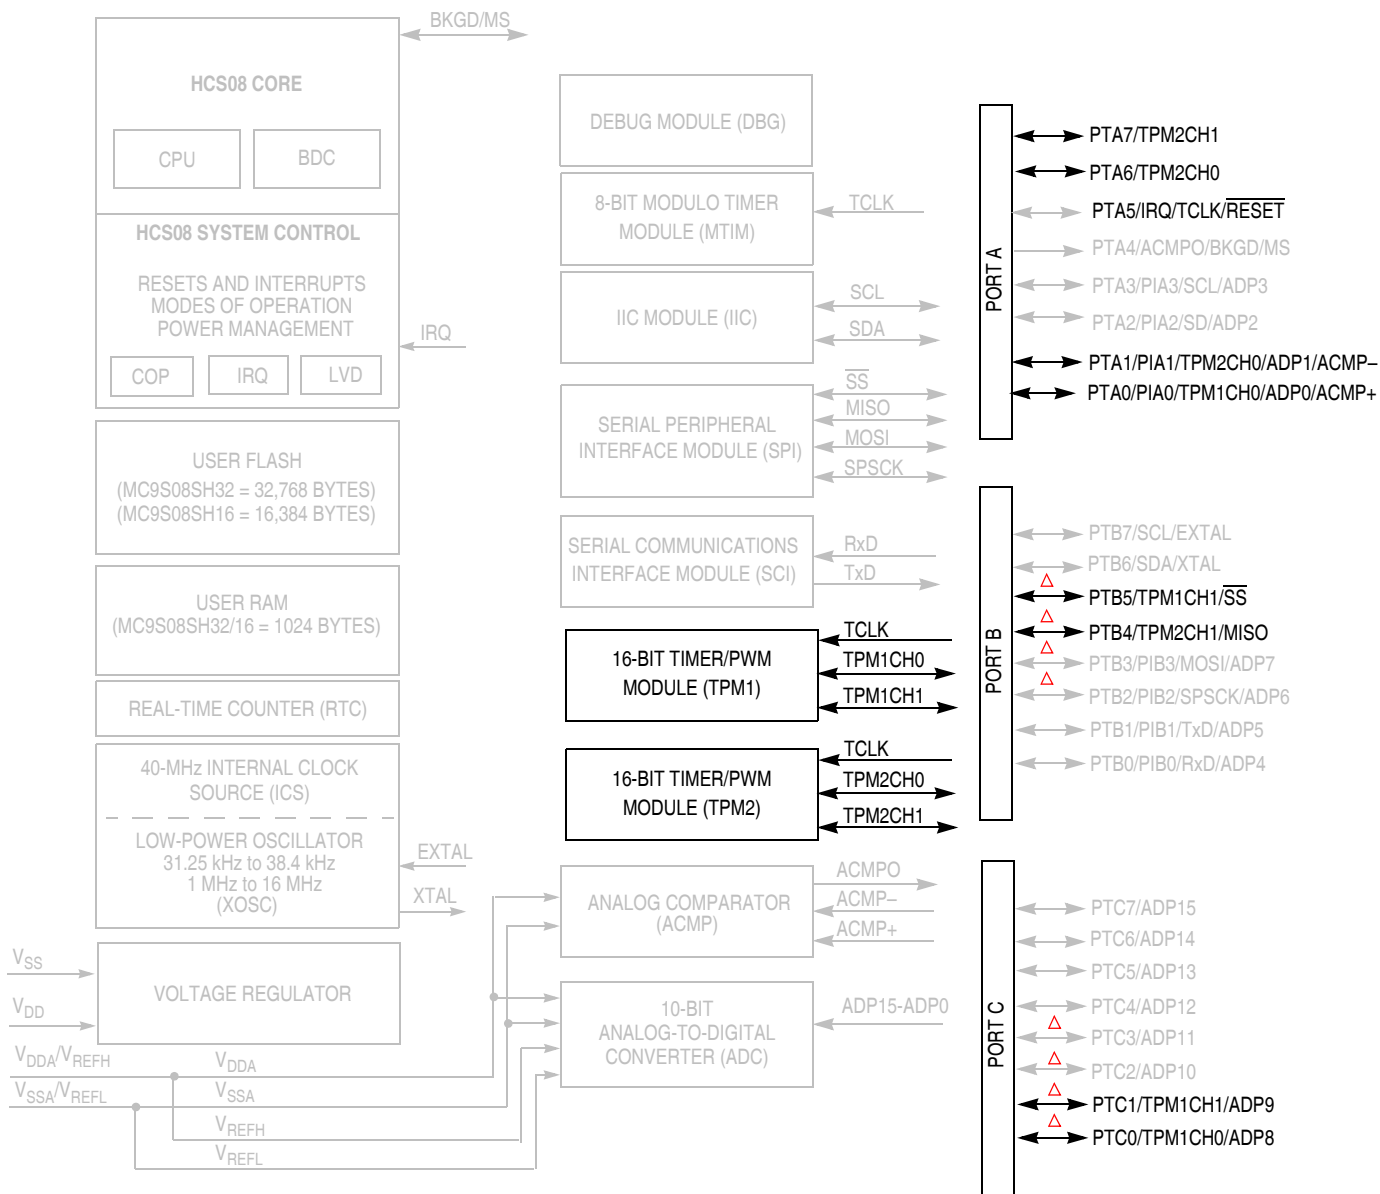 BKGD/MS
HCS08 CORE
CPU
BDC
HCS08 SYSTEM CONTROL
RESETS AND INTERRUPTS
MODES OF OPERATION
POWER MANAGEMENT
IRQ
COP
IRQ
LVD
USER FLASH
(MC9S08SH32 = 32,768 BYTES)
(MC9S08SH16 = 16,384 BYTES)
USER RAM
(MC9S08SH32/16 = 1024 BYTES)
REAL-TIME COUNTER (RTC)
40-MHz INTERNAL CLOCK
SOURCE (ICS)
LOW-POWER OSCILLATOR
31.25 kHz to 38.4 kHz
1 MHz to 16 MHz
(XOSC)
EXTAL
XTAL
VSS
VDD
VOLTAGE REGULATOR
VDDA/VREFH
VSSA/VREFL
VDDA
VSSA
VREFH
VREFL
DEBUG MODULE (DBG)
8-BIT MODULO TIMER
MODULE (MTIM)
TCLK
IIC MODULE (IIC)
SCL
SDA
SERIAL PERIPHERAL
INTERFACE MODULE (SPI)
SS
MISO
MOSI
SPSCK
SERIAL COMMUNICATIONS
INTERFACE MODULE (SCI)
RxD
TxD
16-BIT TIMER/PWM
MODULE (TPM1)
TCLK
TPM1CH0
TPM1CH1
16-BIT TIMER/PWM
MODULE (TPM2)
TCLK
TPM2CH0
TPM2CH1
ANALOG COMPARATOR
(ACMP)
ACMPO
ACMP–
ACMP+
10-BIT
ANALOG-TO-DIGITAL
CONVERTER (ADC)
ADP15-ADP0
PORT A
PTA7/TPM2CH1
PTA6/TPM2CH0
PTA5/IRQ/TCLK/RESET
PTA4/ACMPO/BKGD/MS
PTA3/PIA3/SCL/ADP3
PTA2/PIA2/SD/ADP2
PTA1/PIA1/TPM2CH0/ADP1/ACMP–
PTA0/PIA0/TPM1CH0/ADP0/ACMP+
PORT B
PTB7/SCL/EXTAL
PTB6/SDA/XTAL
PTB5/TPM1CH1/SS
PTB4/TPM2CH1/MISO
PTB3/PIB3/MOSI/ADP7
PTB2/PIB2/SPSCK/ADP6
PTB1/PIB1/TxD/ADP5
PTB0/PIB0/RxD/ADP4
PORT C
PTC7/ADP15
PTC6/ADP14
PTC5/ADP13
PTC4/ADP12
PTC3/ADP11
PTC2/ADP10
PTC1/TPM1CH1/ADP9
PTC0/TPM1CH0/ADP8